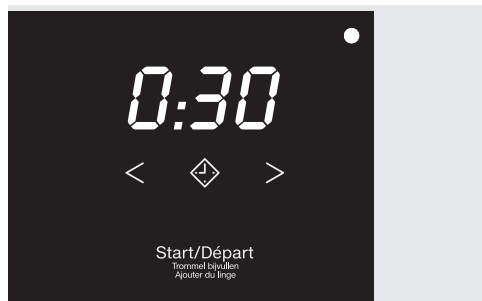 0:30
< >
Start/Départ
Trommel bijvullen
Ajouter du linge